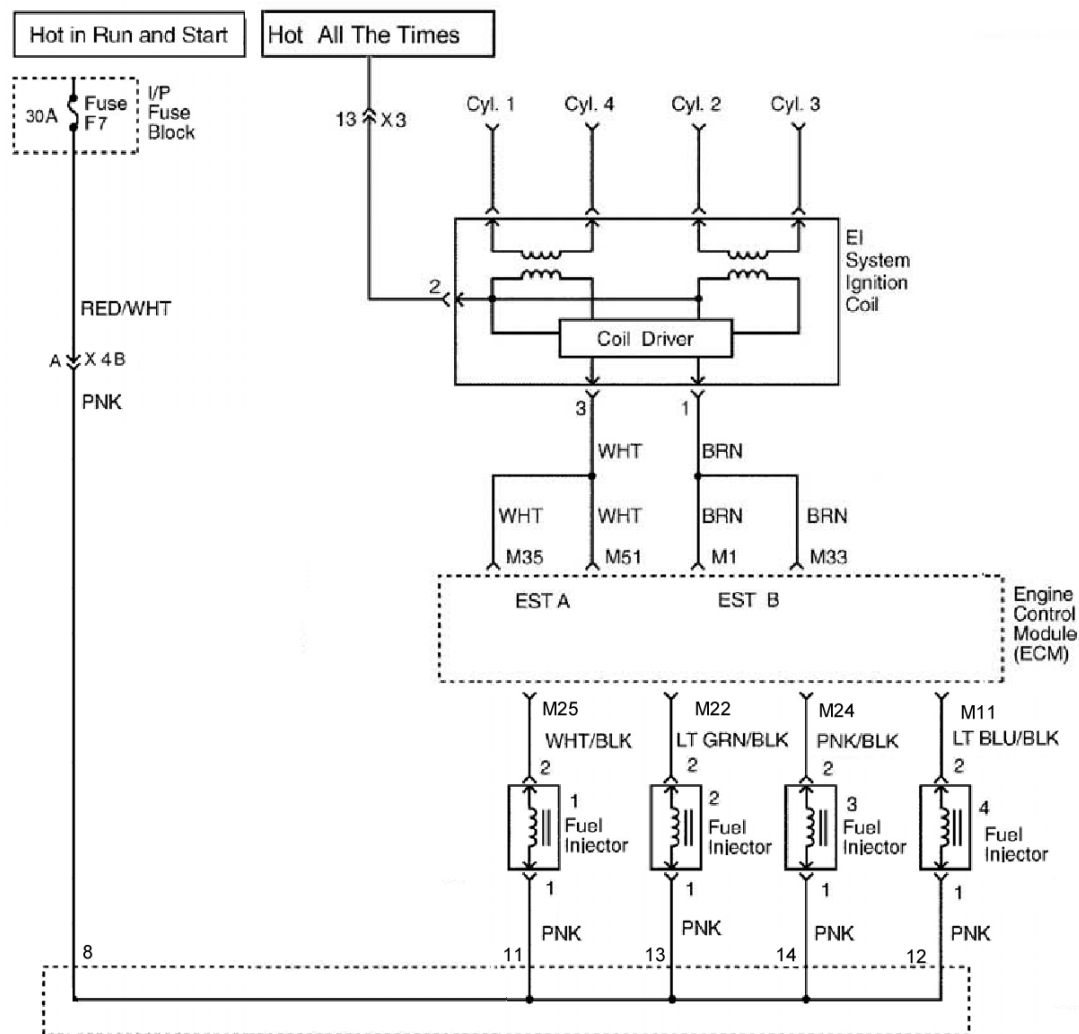 Hot in Run and Start
Hot All The Times
30A
Fuse
F7
I/P
Fuse
Block
13
X3
Cyl. 1
Cyl. 4
Cyl. 2
Cyl. 3
EI
System
Ignition
Coil
2
RED/WHT
Coil Driver
A
X 4B
PNK
3
1
WHT
BRN
WHT
WHT
BRN
BRN
M35
M51
M1
M33
EST A
EST B
Engine
Control
Module
(ECM)
M25
M22
M24
M11
WHT/BLK
LT GRN/BLK
PNK/BLK
LT BLU/BLK
2
2
2
2
1
Fuel
Injector
2
Fuel
Injector
3
Fuel
Injector
4
Fuel
Injector
1
1
1
1
PNK
PNK
PNK
PNK
8
11
13
14
12